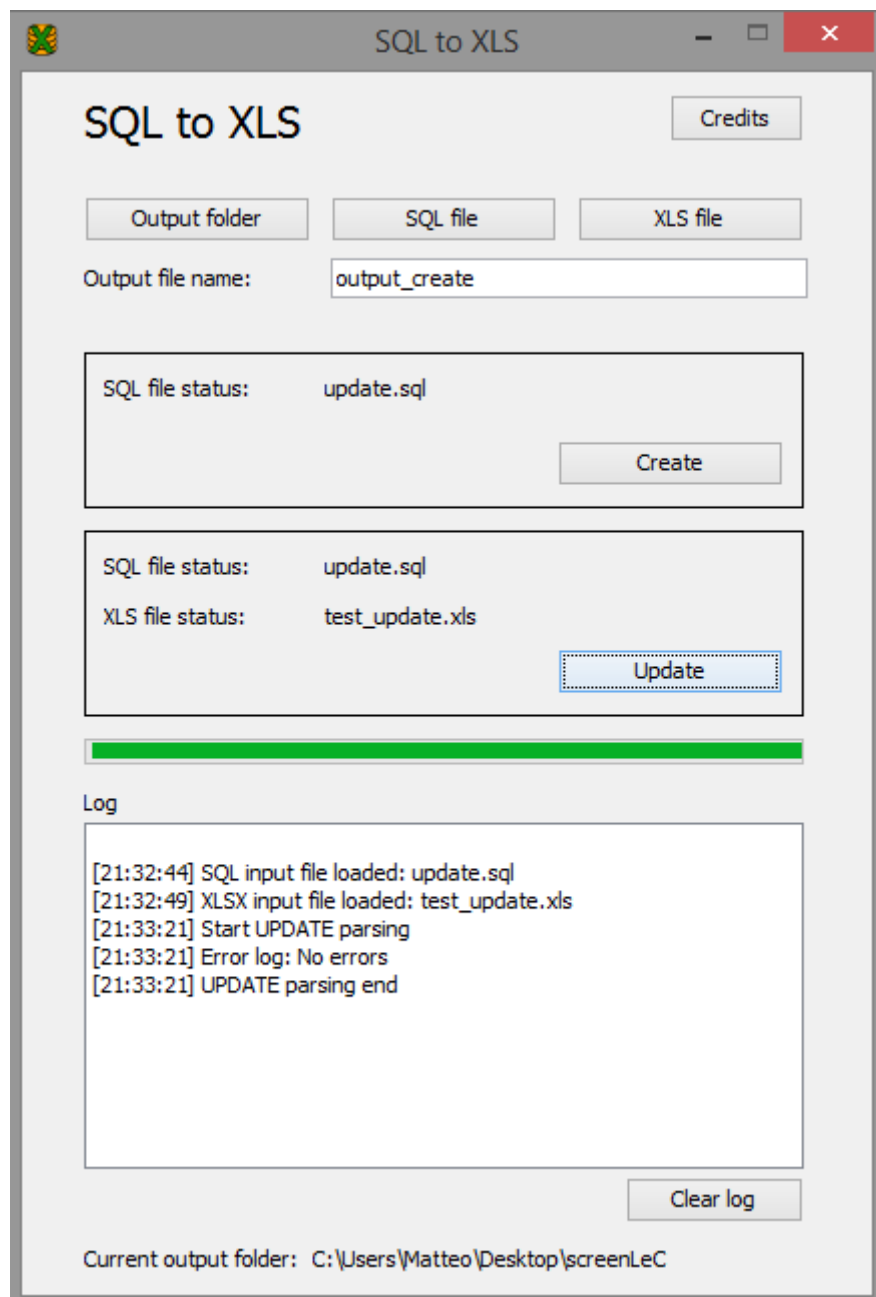 SQL to XLS
SQL to XLS
Credits
Output folder
SQL file
XLS file
Output file name: output_create
SQL file status: update.sql
Create
SQL file status: update.sql
XLS file status: test_update.xls
Update
Log
[21:32:44] SQL input file loaded: update.sql
[21:32:49] XLSX input file loaded: test_update.xls
[21:33:21] Start UPDATE parsing
[21:33:21] Error log: No errors
[21:33:21] UPDATE parsing end
Clear log
Current output folder: C:\Users\Matteo\Desktop\screenLeC